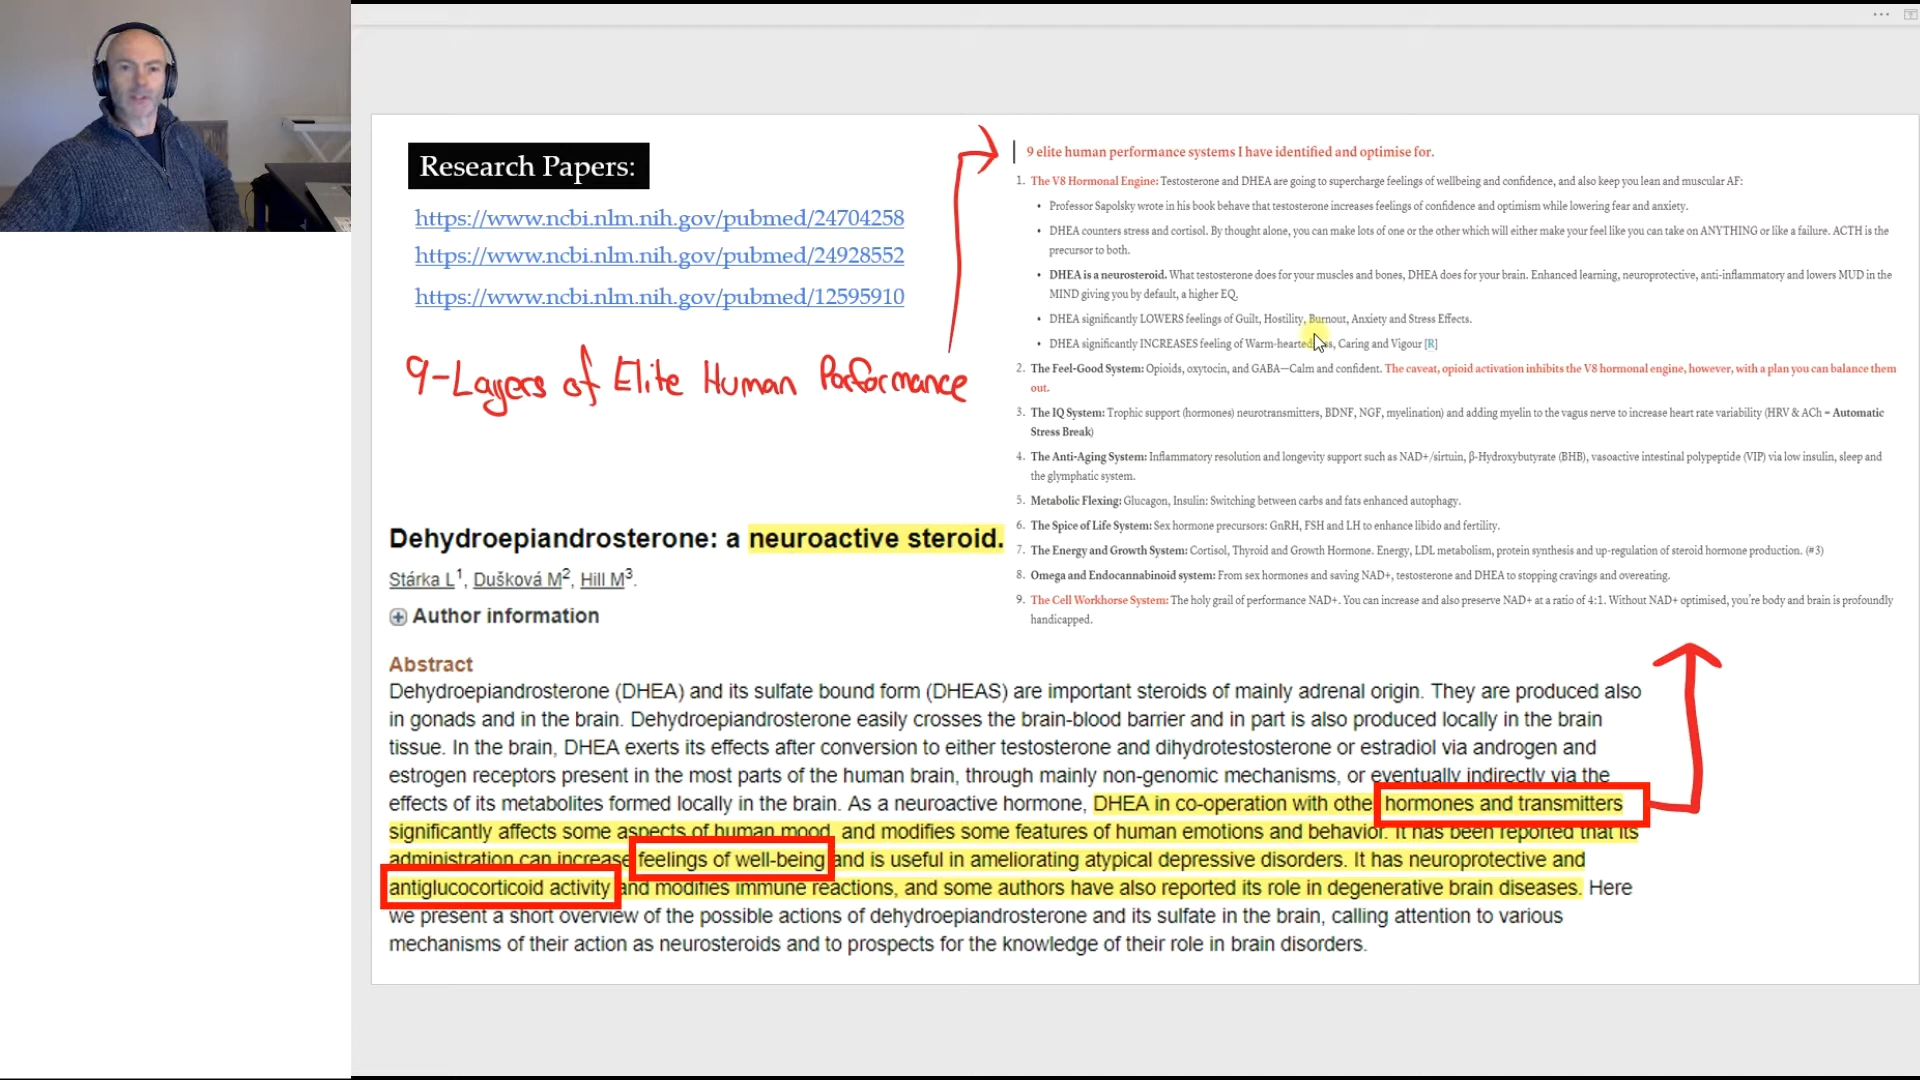 Research Papers:
https://www.ncbi.nlm.nih.gov/pubmed/24704258
https://www.ncbi.nlm.nih.gov/pubmed/24928552
https://www.ncbi.nlm.nih.gov/pubmed/12595910
9-Layers of Elite Human Performance
9 elite human performance systems I have identified and optimise for.
1. The V8 Hormonal Engine: Testosterone and DHEA are going to supercharge feelings of wellbeing and confidence, and also keep you lean and muscular AF:
• Professor Sapolsky wrote in his book behave that testosterone increases feelings of confidence and optimism while lowering fear and anxiety.
• DHEA counters stress and cortisol. By thought alone, you can make lots of one or the other which will either make your feel like you can take on ANYTHING or like a failure. ACTH is the
precursor to both.
• DHEA is a neurosteroid. What testosterone does for your muscles and bones, DHEA does for your brain. Enhanced learning, neuroprotective, anti-inflammatory and lowers MUD in the
MIND giving you by default, a higher EQ.
• DHEA significantly LOWERS feelings of Guilt, Hostility, Burnout, Anxiety and Stress Effects.
• DHEA significantly INCREASES feeling of Warm-heartedness, Caring and Vigour [R]
2. The Feel-Good System: Opioids, oxytocin, and GABA—Calm and confident. The caveat, opioid activation inhibits the V8 hormonal engine, however, with a plan you can balance them
out.
3. The IQ System: Trophic support (hormones) neurotransmitters, BDNF, NGF, myelination) and adding myelin to the vagus nerve to increase heart rate variability (HRV & ACh = Automatic
Stress Break)
4. The Anti-Aging System: Inflammatory resolution and longevity support such as NAD+/sirtuin, β-Hydroxybutyrate (BHB), vasoactive intestinal polypeptide (VIP) via low insulin, sleep and
the glymphatic system.
5. Metabolic Flexing: Glucagon, Insulin: Switching between carbs and fats enhanced autophagy.
6. The Spice of Life System: Sex hormone precursors: GnRH, FSH and LH to enhance libido and fertility.
7. The Energy and Growth System: Cortisol, Thyroid and Growth Hormone. Energy, LDL metabolism, protein synthesis and up-regulation of steroid hormone production. (#3)
8. Omega and Endocannabinoid system: From sex hormones and saving NAD+, testosterone and DHEA to stopping cravings and overeating.
9. The Cell Workhorse System: The holy grail of performance NAD+. You can increase and also preserve NAD+ at a ratio of 4:1. Without NAD+ optimised, you're body and brain is profoundly
handicapped.
Dehydroepiandrosterone: a neuroactive steroid.
Stárka L1, Dušková M2, Hill M3.
Author information
Abstract
Dehydroepiandrosterone (DHEA) and its sulfate bound form (DHEAS) are important steroids of mainly adrenal origin. They are produced also
in gonads and in the brain. Dehydroepiandrosterone easily crosses the brain-blood barrier and in part is also produced locally in the brain
tissue. In the brain, DHEA exerts its effects after conversion to either testosterone and dihydrotestosterone or estradiol via androgen and
estrogen receptors present in the most parts of the human brain, through mainly non-genomic mechanisms, or eventually indirectly via the
effects of its metabolites formed locally in the brain. As a neuroactive hormone, DHEA in co-operation with other hormones and transmitters
significantly affects some aspects of human mood, and modifies some features of human emotions and behavior. It has been reported that its
administration can increase feelings of well-being and is useful in ameliorating atypical depressive disorders. It has neuroprotective and
antiglucocorticoid activity and modifies immune reactions, and some authors have also reported its role in degenerative brain diseases. Here
we present a short overview of the possible actions of dehydroepiandrosterone and its sulfate in the brain, calling attention to various
mechanisms of their action as neurosteroids and to prospects for the knowledge of their role in brain disorders.